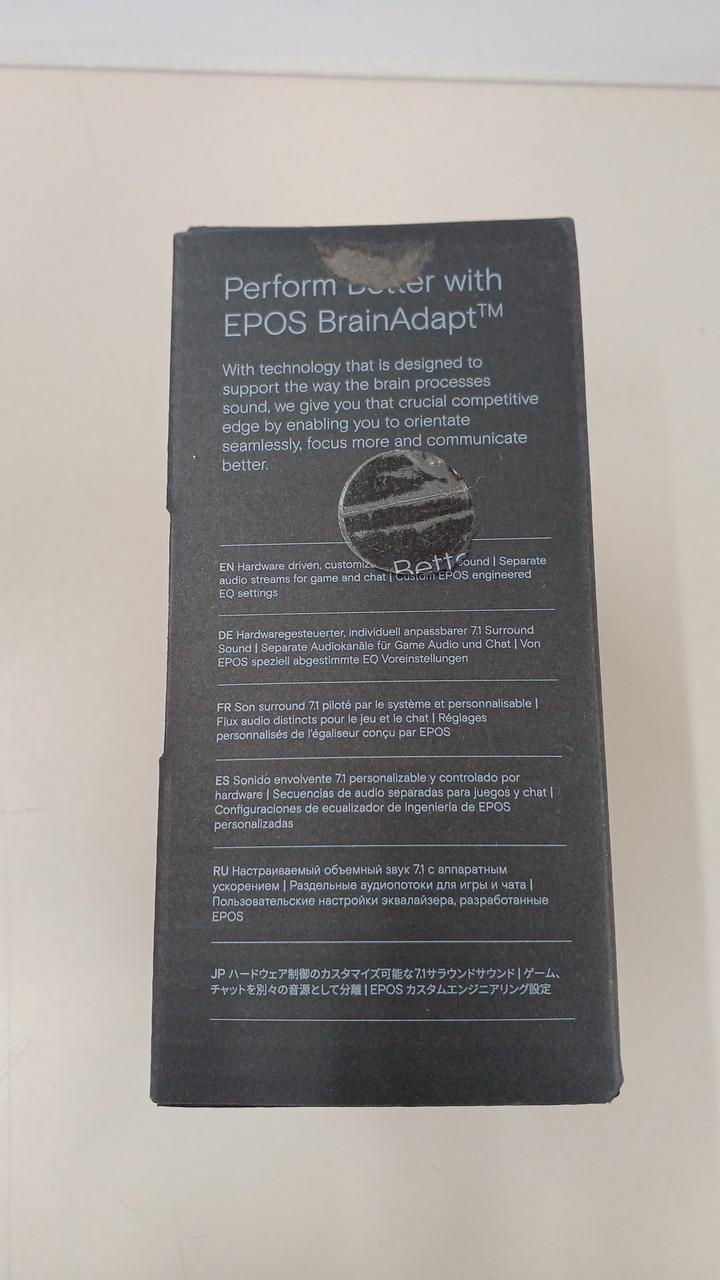 Perform Better with
EPOS BrainAdapt™
With technology that is designed to
support the way the brain processes
sound, we give you that crucial competitive
edge by enabling you to orientate
seamlessly, focus more and communicate
better.
Bette
EN Hardware driven, sound | Separate
audio streams for game and chat | Custom EPOS engineered
EQ settings
DE Hardwaregesteuerter, individuell anpassbarer 7.1 Surround
Sound | Separate Audiokanäle für Game Audio und Chat | Von
EPOS speziell abgestimmte EQ Voreinstellungen
FR Son surround 7.1 piloté par le système et personnalisable |
Flux audio distincts pour le jeu et le chat | Réglages
personnalisés de l'égaliseur conçu par EPOS
ES Sonido envolvente 7.1 personalizable y controlado por
hardware | Secuencias de audio separadas para juegos y chat |
Configuraciones de ecualizador de Ingeniería de EPOS
personalizadas
RU Настраиваемый объемный звук 7.1 с аппаратным
ускорением | Раздельные аудиопотоки для игры и чата |
Пользовательские настройки эквалайзера, разработанные
EPOS
JP ハードウェア制御のカスタマイズ可能な7.1サラウンドサウンド | ゲーム、
チャットを別々の音源として分離 | EPOS カスタムエンジニアリング設定